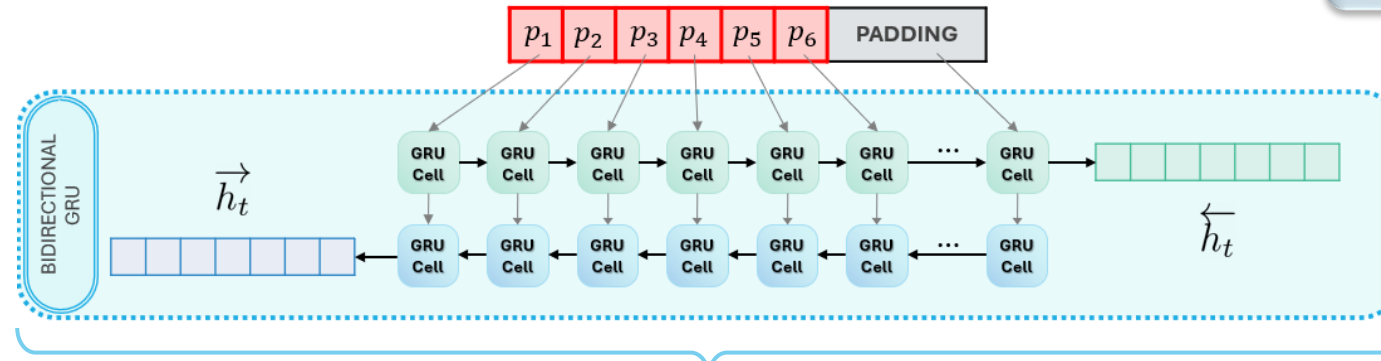 p₁ p₂ p₃ p₄ p₅ p₆ PADDING
BIDIRECTIONAL
GRU
GRU Cell GRU Cell GRU Cell GRU Cell GRU Cell GRU Cell ... GRU Cell
$\overrightarrow{h_t}$
$\overleftarrow{h_t}$
GRU Cell GRU Cell GRU Cell GRU Cell GRU Cell GRU Cell ... GRU Cell